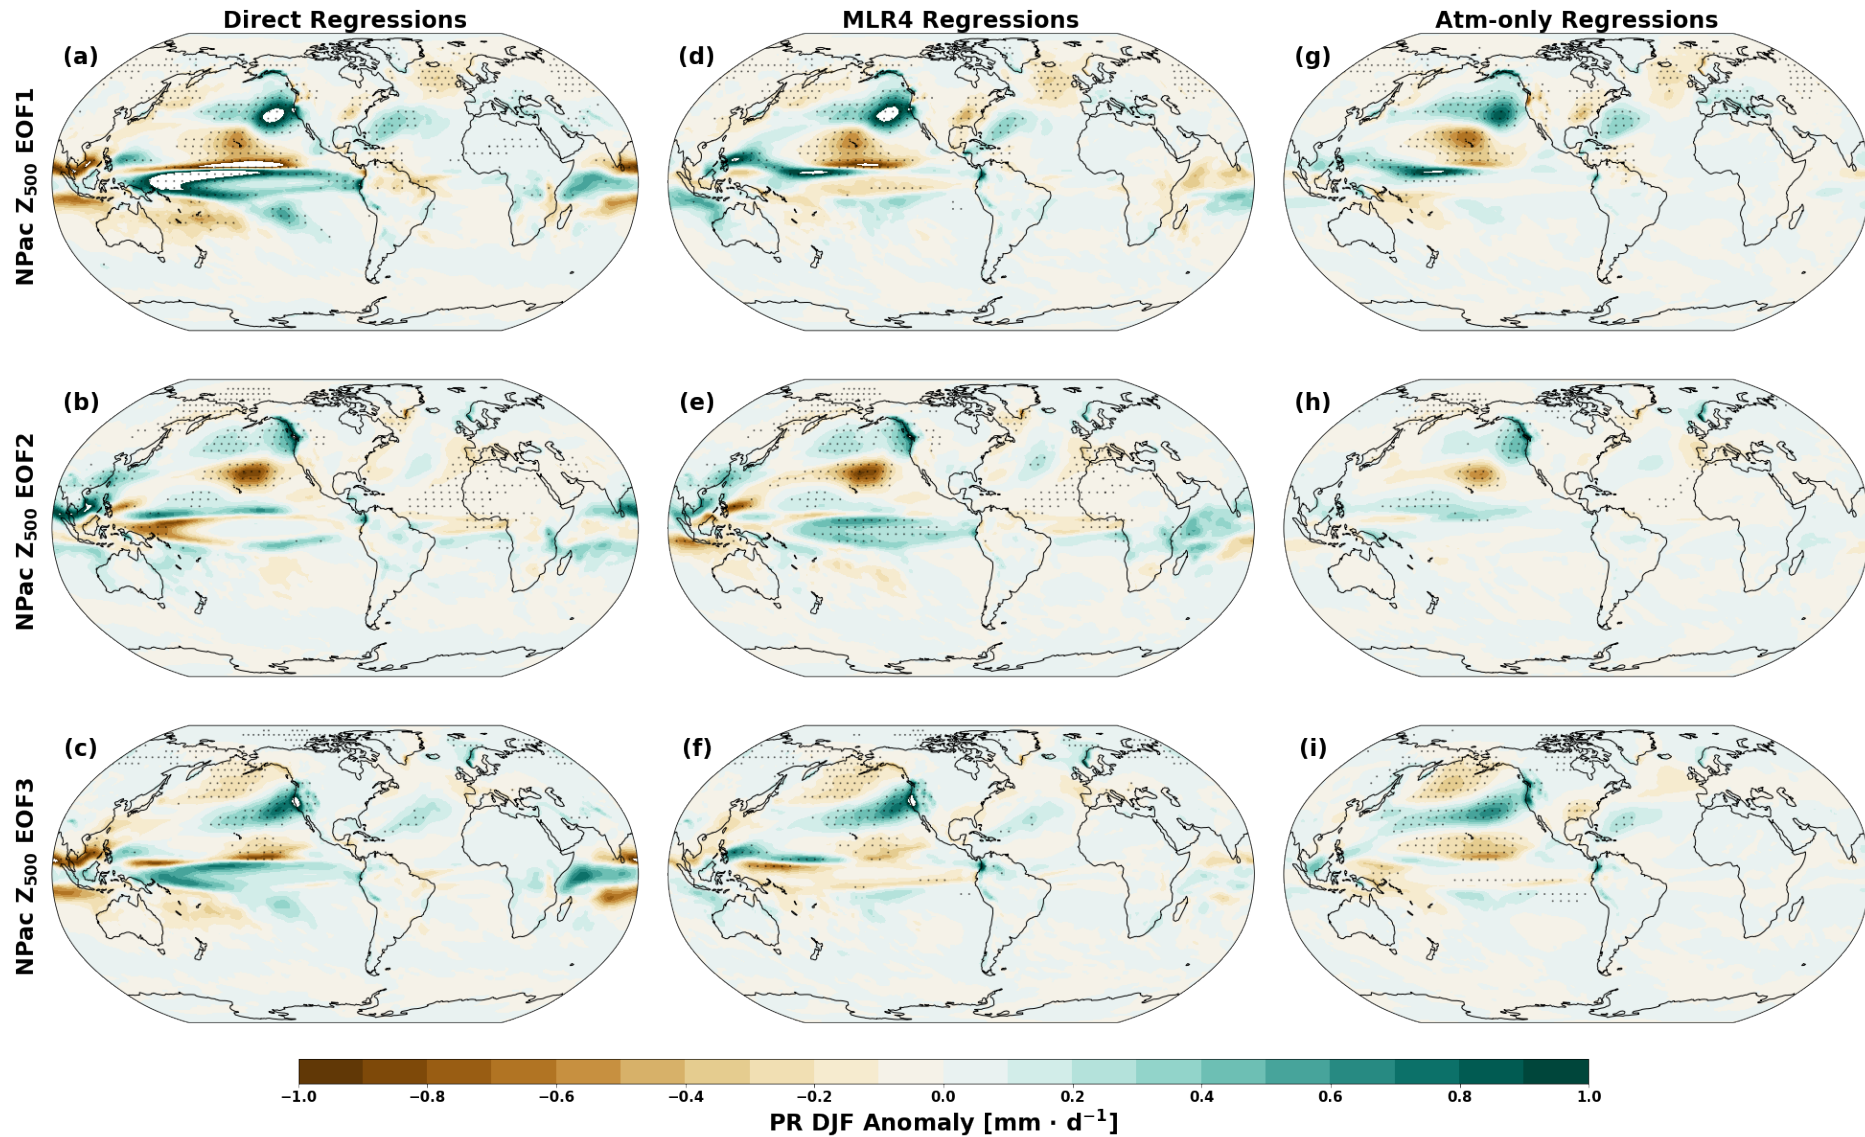 Direct Regressions
MLR4 Regressions
Atm-only Regressions
NPac Z500 EOF1
(a)
(d)
(g)
NPac Z500 EOF2
(b)
(e)
(h)
NPac Z500 EOF3
(c)
(f)
(i)
−1.0 −0.8 −0.6 −0.4 −0.2 0.0 0.2 0.4 0.6 0.8 1.0
PR DJF Anomaly [mm · d⁻¹]